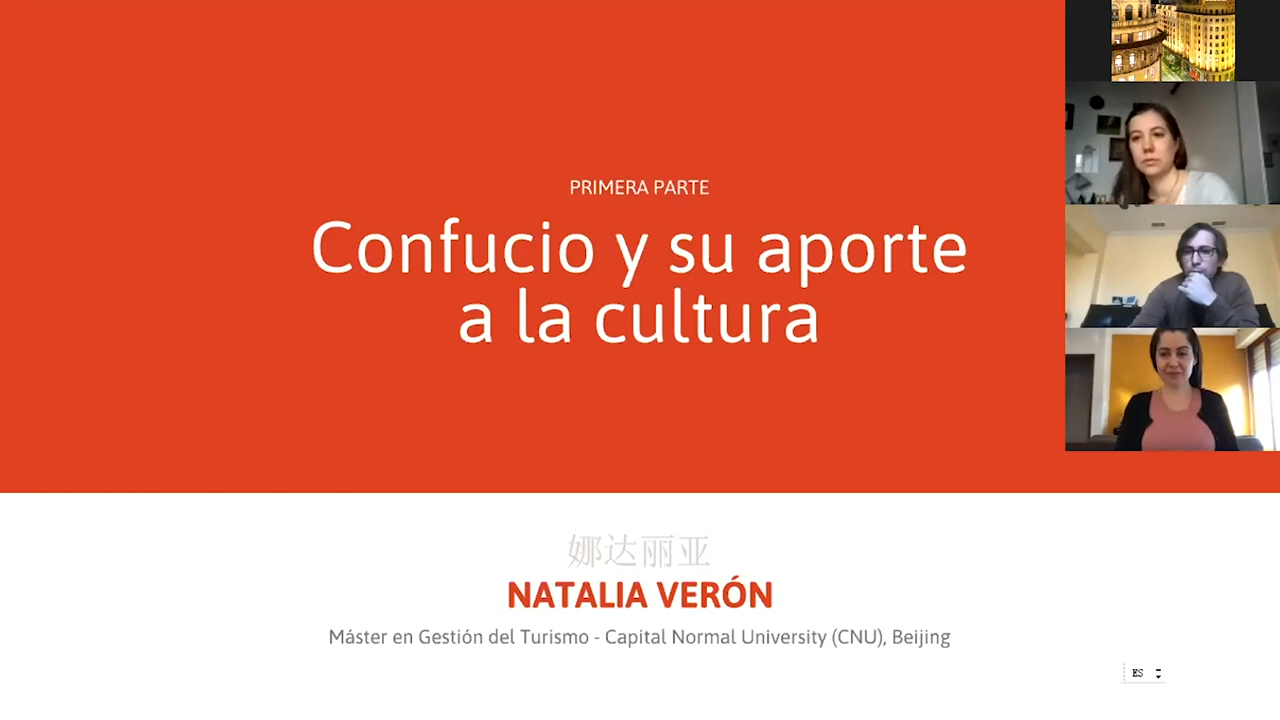 PRIMERA PARTE
Confucio y su aporte
a la cultura
娜达丽亚
NATALIA VERÓN
Máster en Gestión del Turismo - Capital Normal University (CNU), Beijing
ES